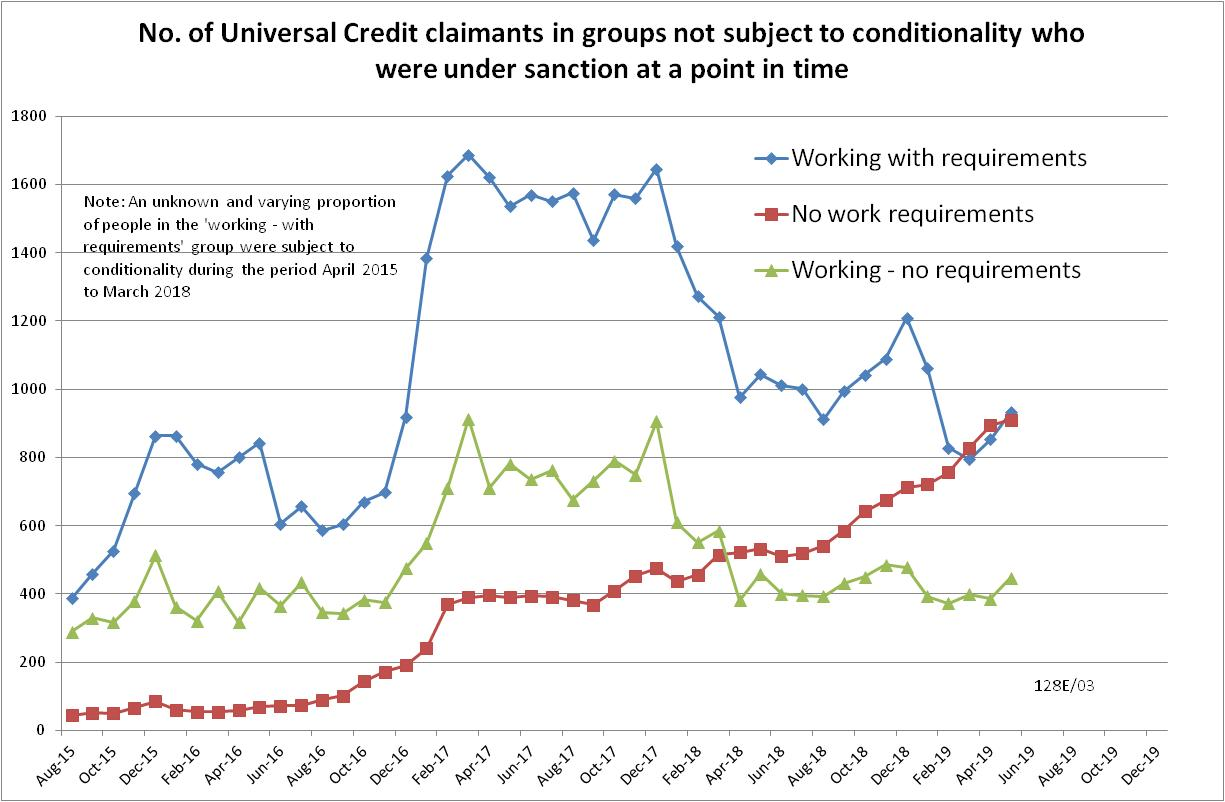 No. of Universal Credit claimants in groups not subject to conditionality who
were under sanction at a point in time
1800
1600
1400
1200
1000
800
600
400
200
0
Note: An unknown and varying proportion
of people in the 'working - with
requirements' group were subject to
conditionality during the period April 2015
to March 2018
Working with requirements
No work requirements
Working - no requirements
128E/03
Aug-15
Oct-15
Dec-15
Feb-16
Apr-16
Jun-16
Aug-16
Oct-16
Dec-16
Feb-17
Apr-17
Jun-17
Aug-17
Oct-17
Dec-17
Feb-18
Apr-18
Jun-18
Aug-18
Oct-18
Dec-18
Feb-19
Apr-19
Jun-19
Aug-19
Oct-19
Dec-19